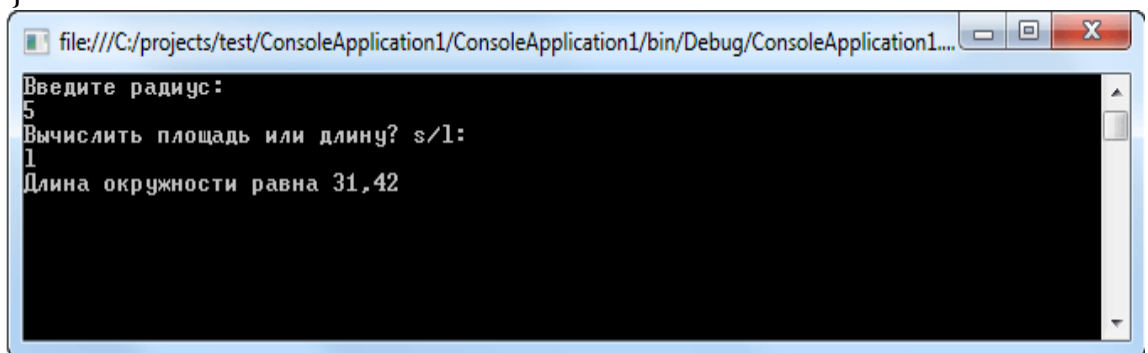 }
file:///C:/projects/test/ConsoleApplication1/ConsoleApplication1/bin/Debug/ConsoleApplication1....
Введите радиус:
5
Вычислить площадь или длину? s/l:
l
Длина окружности равна 31,42